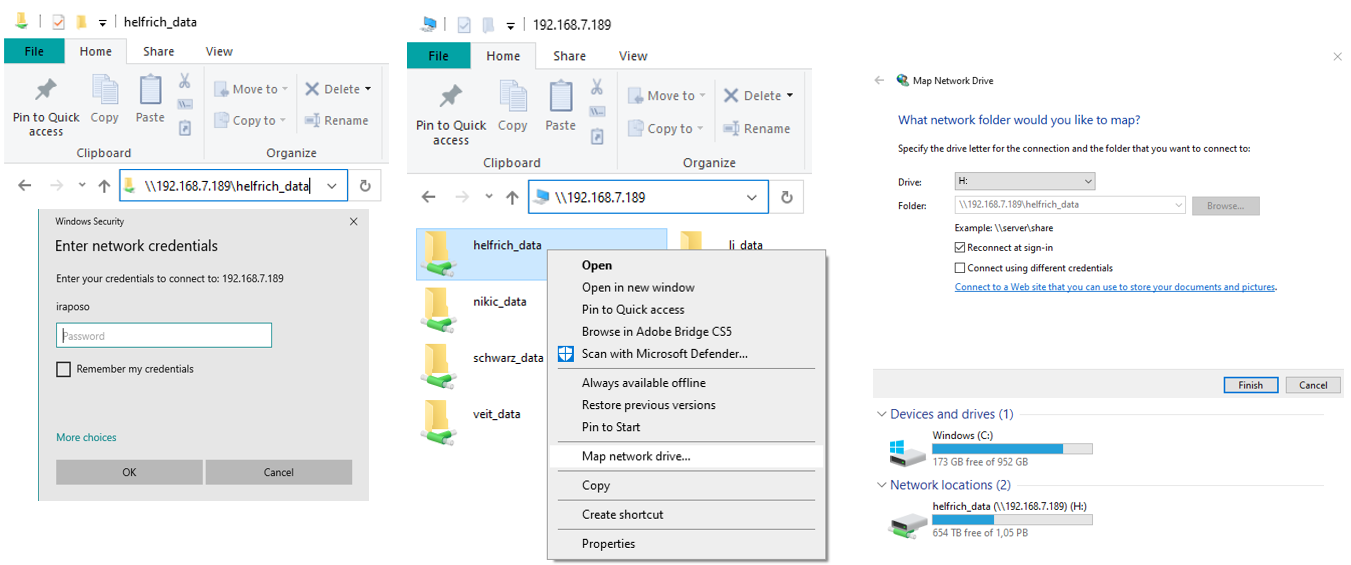 helfrich_data
File Home Share View
Pin to Quick access
Copy
Paste
Move to
Copy to
Delete
Rename
Clipboard
Organize
\\192.168.7.189\helfrich_data
Windows Security
Enter network credentials
Enter your credentials to connect to: 192.168.7.189
iraposo
Password
Remember my credentials
More choices
OK Cancel
192.168.7.189
File Home Share View
Pin to Quick access
Copy
Paste
Move to
Copy to
Delete
Rename
Clipboard
Organize
\\192.168.7.189
helfrich_data
li_data
nikic_data
schwarz_data
veit_data
Open
Open in new window
Pin to Quick access
Browse in Adobe Bridge CS5
Scan with Microsoft Defender...
Always available offline
Restore previous versions
Pin to Start
Map network drive...
Copy
Create shortcut
Properties
Map Network Drive
What network folder would you like to map?
Specify the drive letter for the connection and the folder that you want to connect to:
Drive: H:
Folder: \\192.168.7.189\helfrich_data Browse...
Example: \\server\share
Reconnect at sign-in
Connect using different credentials
Connect to a Web site that you can use to store your documents and pictures.
Finish Cancel
Devices and drives (1)
Windows (C:)
173 GB free of 952 GB
Network locations (2)
helfrich_data (\\192.168.7.189) (H:)
654 TB free of 1,05 PB